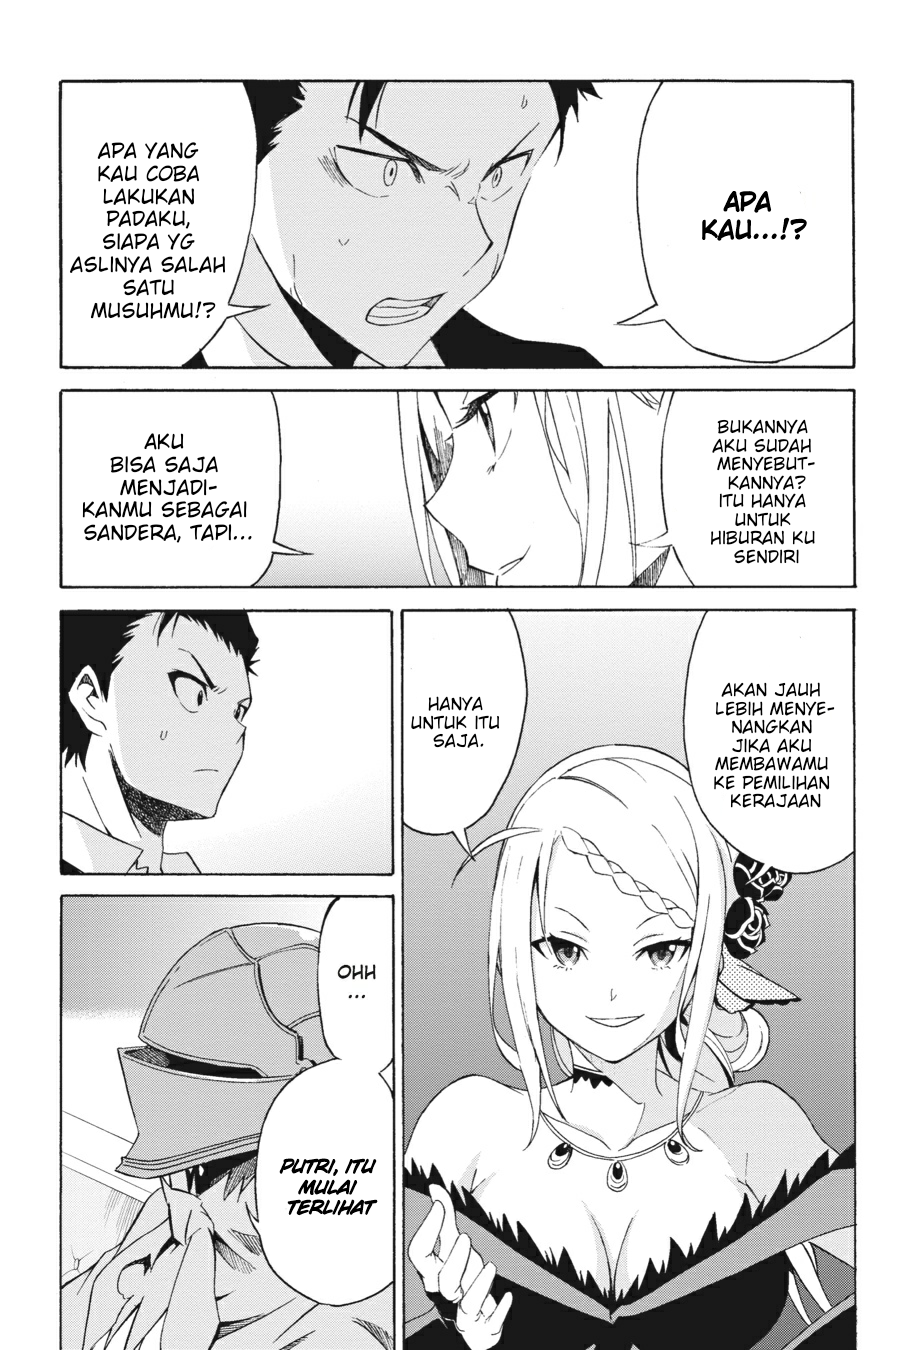 APA
KAU...!?
APA YANG
KAU COBA
LAKUKAN
PADAKU,
SIAPA YG
ASLINYA SALAH
SATU
MUSUHMU!?
BUKANNYA
AKU SUDAH
MENYEBUT-
KANNYA?
ITU HANYA
UNTUK
HIBURAN KU
SENDIRI
AKU
BISA SAJA
MENJADI-
KANMU SEBAGAI
SANDERA, TAPI...
AKAN JAUH
LEBIH MENYE-
NANGKAN
JIKA AKU
MEMBAWAMU
KE PEMILIHAN
KERAJAAN
HANYA
UNTUK ITU
SAJA.
OHH
...
PUTRI, ITU
MULAI
TERLIHAT